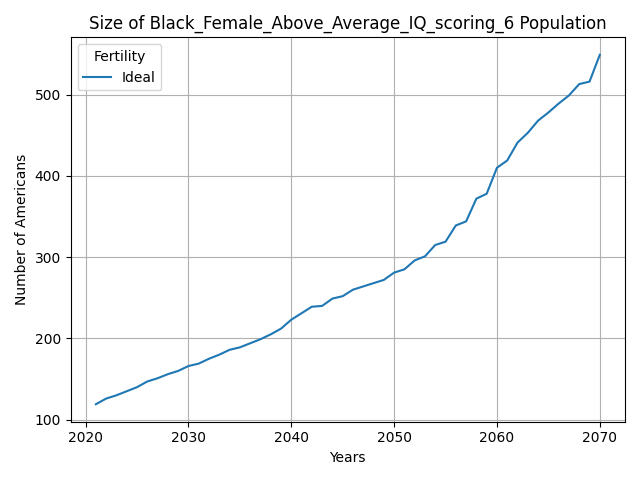 Size of Black_Female_Above_Average_IQ_scoring_6 Population
Fertility
Ideal
Number of Americans
500
400
300
200
100
2020 2030 2040 2050 2060 2070
Years